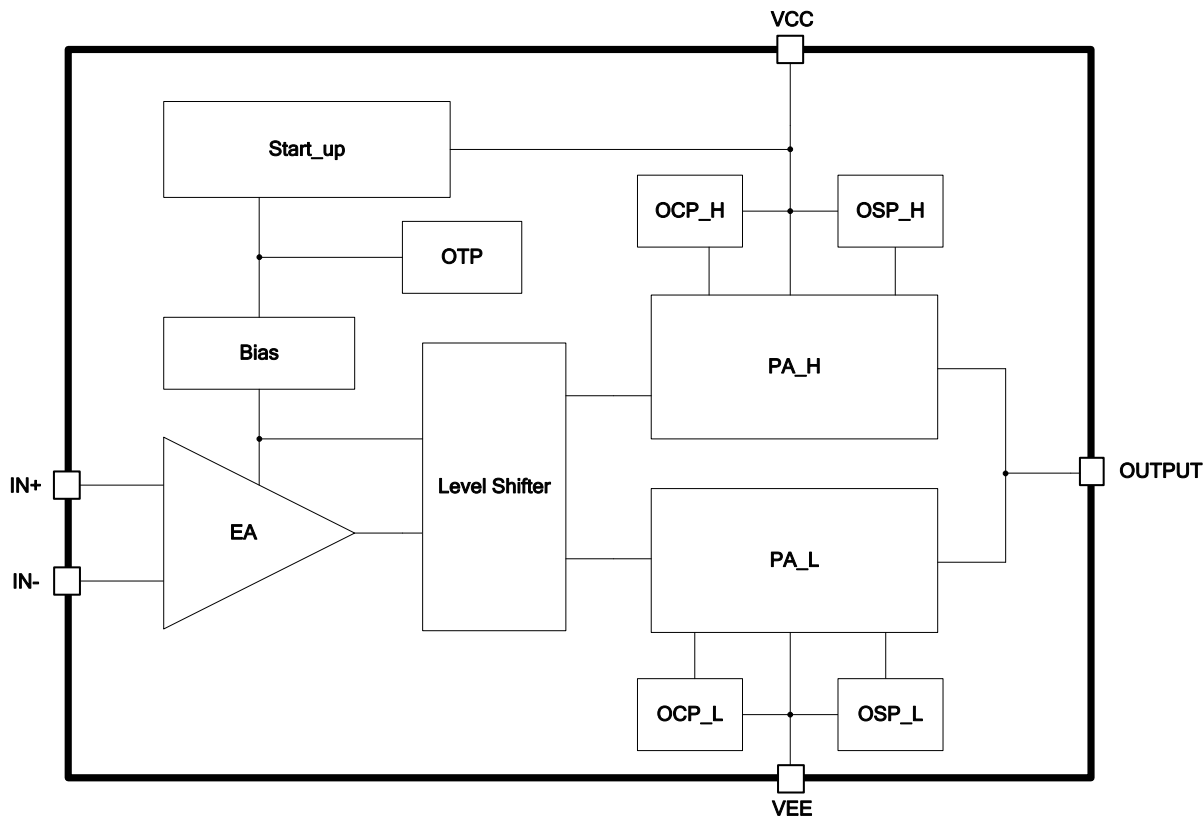 VCC
Start_up
OCP_H
OSP_H
OTP
Bias
PA_H
IN+
Level Shifter
OUTPUT
EA
PA_L
IN-
OCP_L
OSP_L
VEE